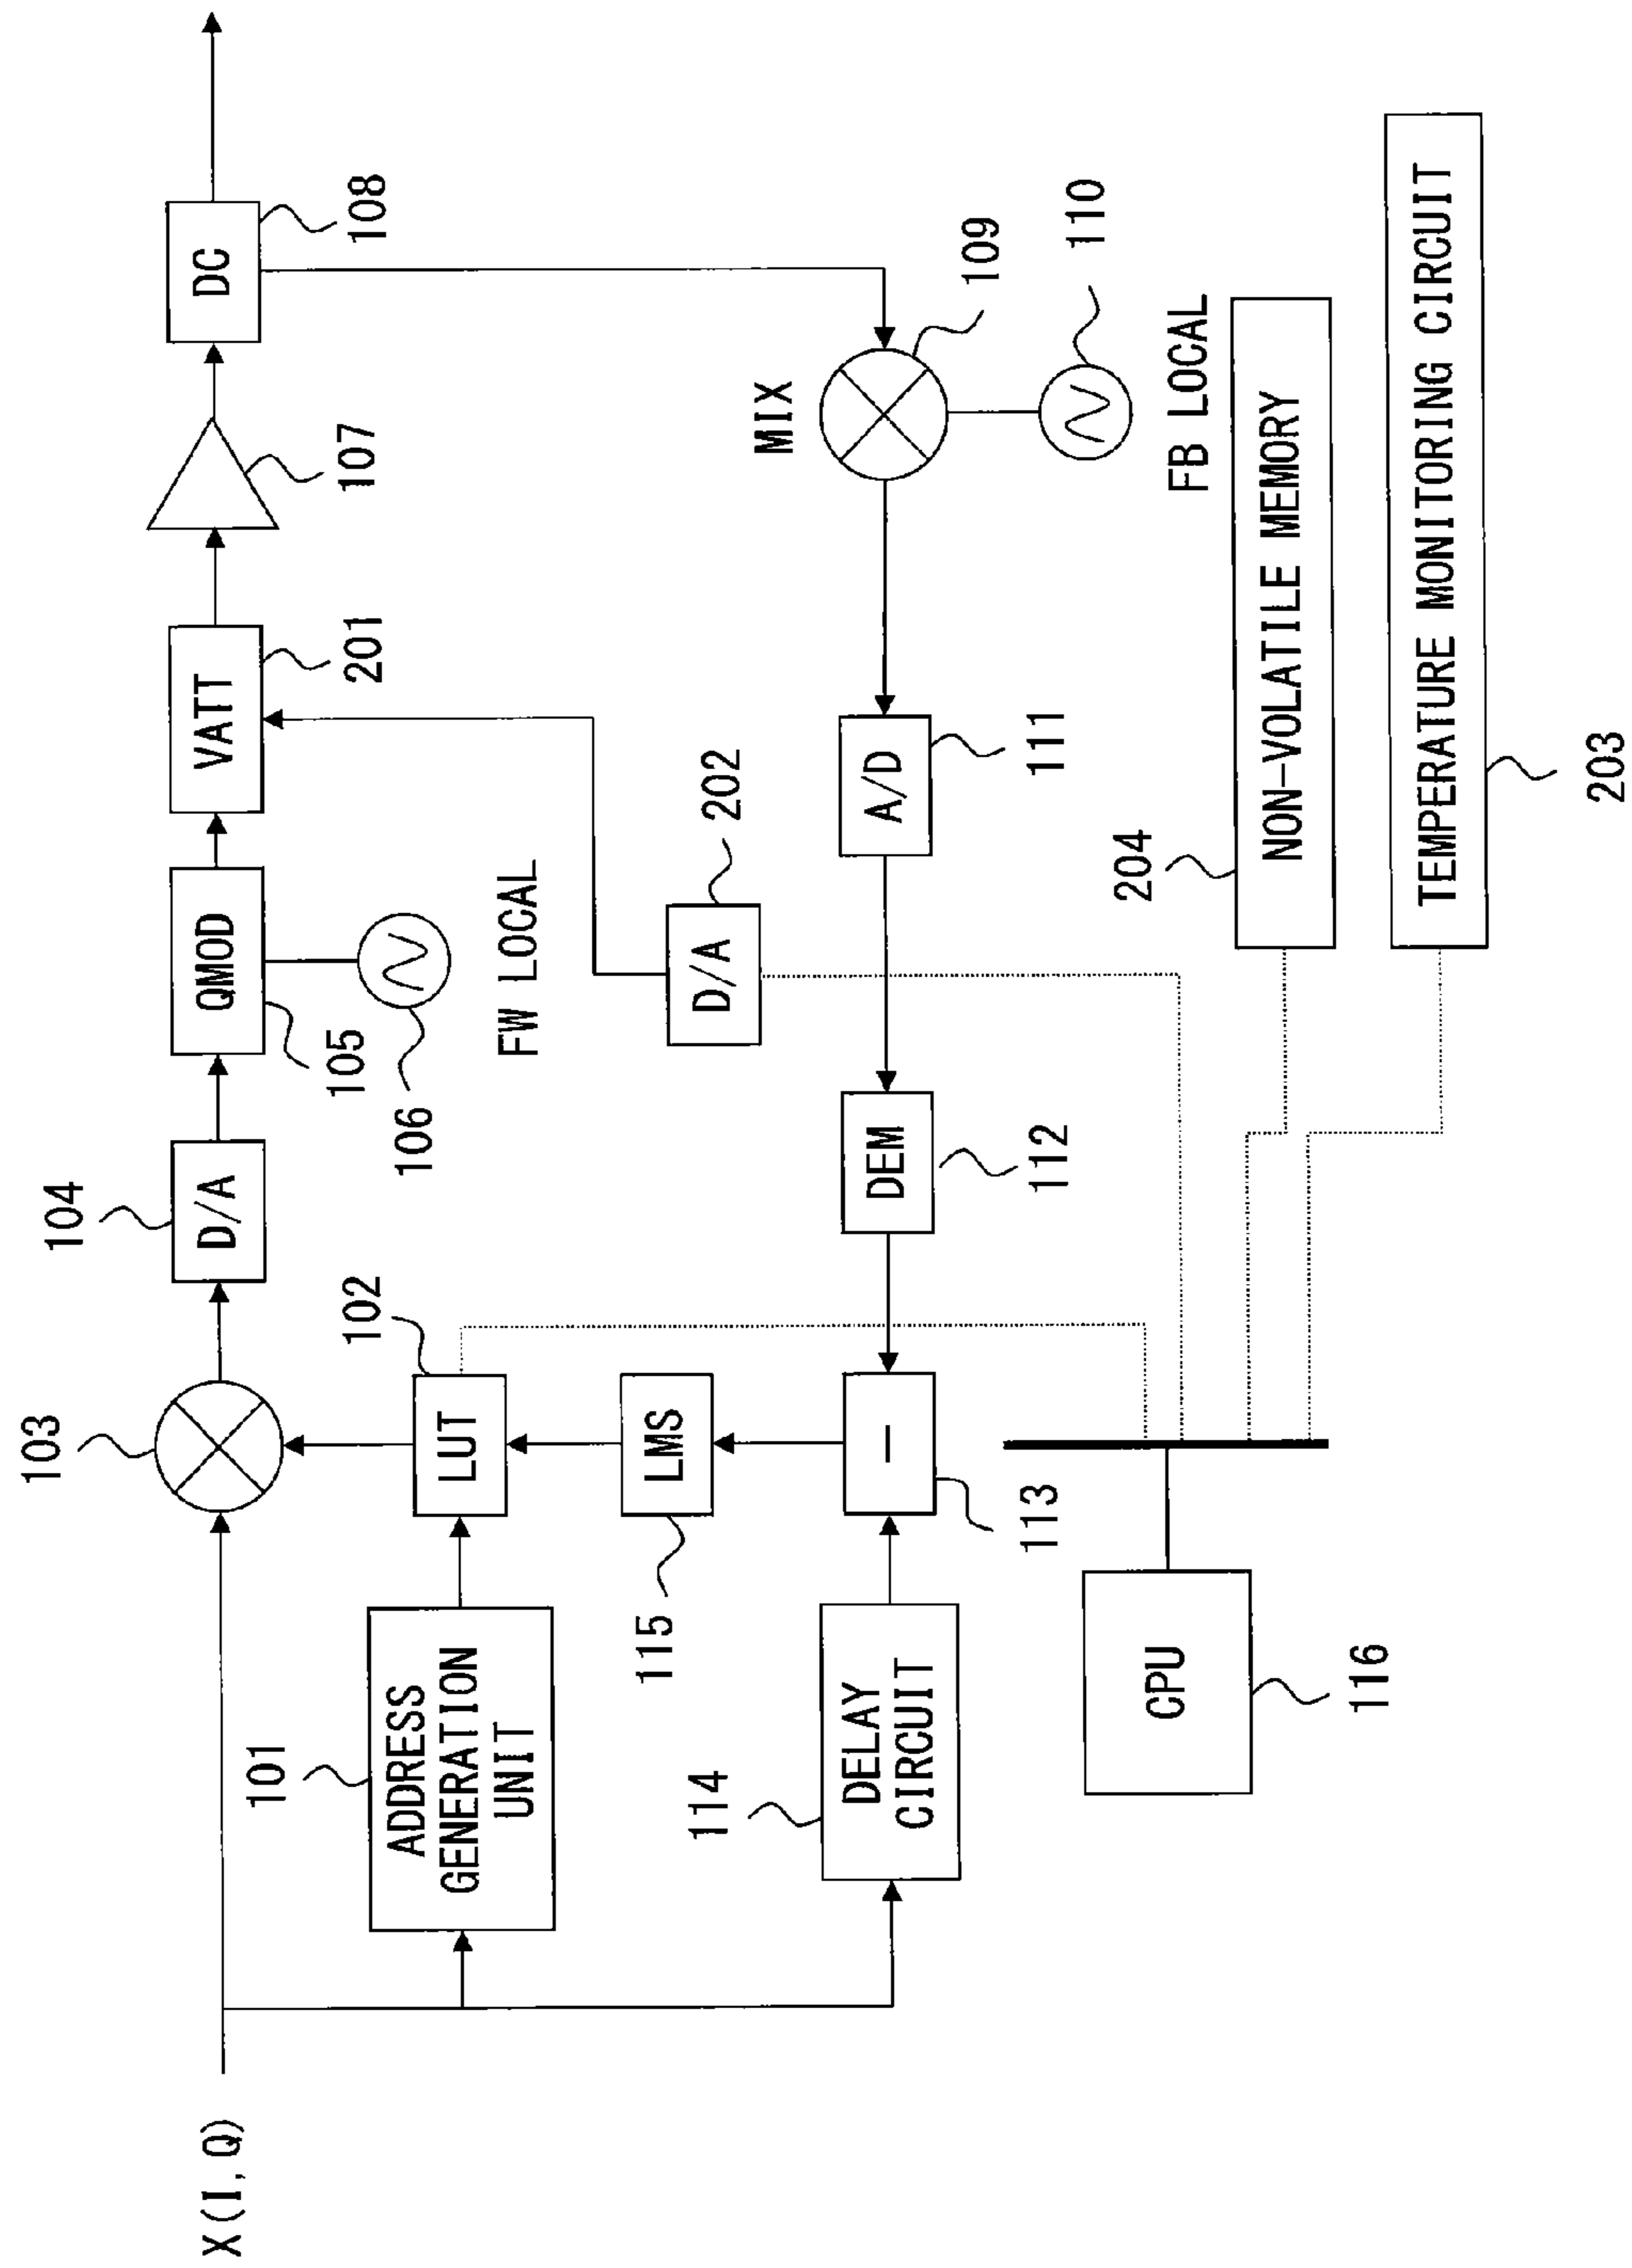 X(I,Q)
103
104
D/A
QMOD
105
106
FW LOCAL
VATT
201
107
DC
108
101
ADDRESS
GENERATION
UNIT
LUT
102
115
LMS
D/A
202
MIX
109
110
FB LOCAL
114
DELAY
CIRCUIT
−
113
DEM
112
A/D
111
CPU
116
204
NON-VOLATILE MEMORY
TEMPERATURE MONITORING CIRCUIT
203